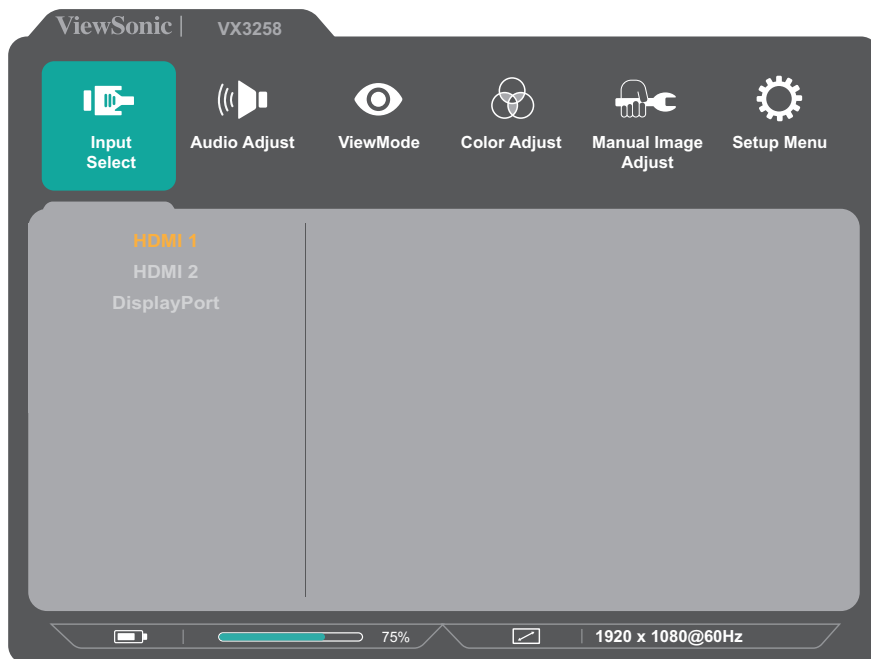 ViewSonic | VX3258
Input
Select
Audio Adjust
ViewMode
Color Adjust
Manual Image
Adjust
Setup Menu
HDMI 1
HDMI 2
DisplayPort
75%
1920 x 1080@60Hz